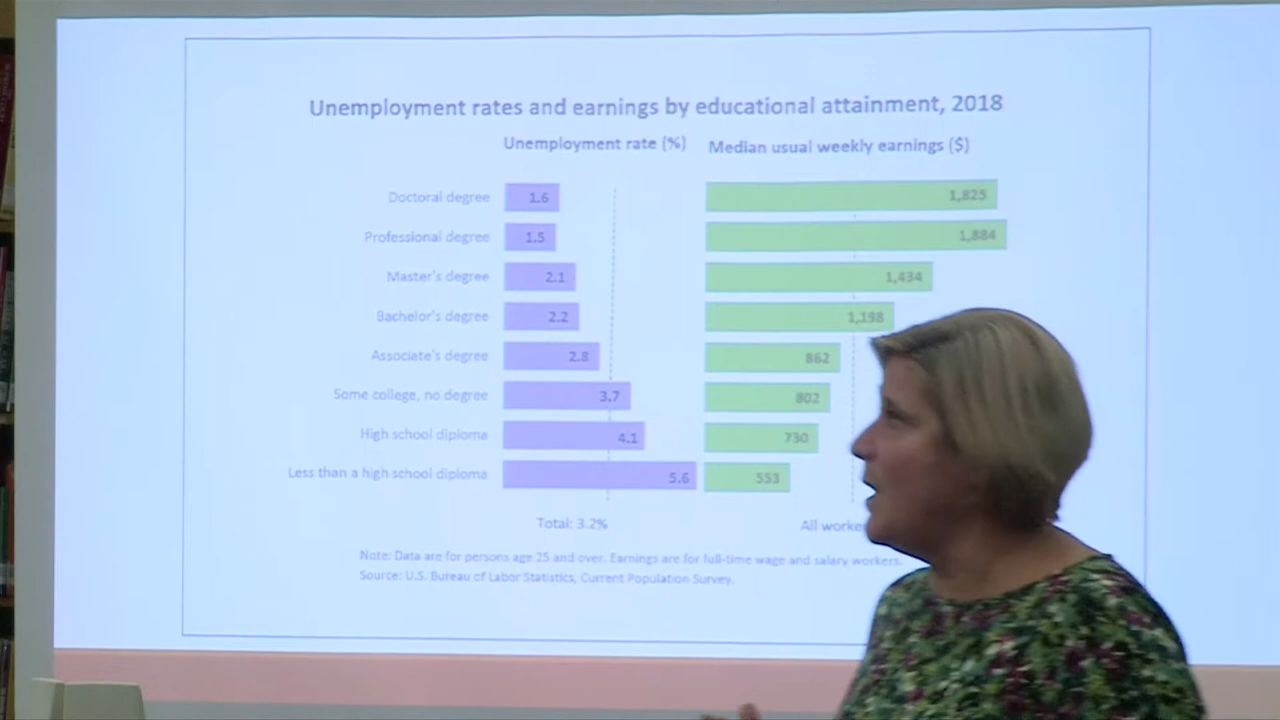 Unemployment rates and earnings by educational attainment, 2018
Unemployment rate (%) Median usual weekly earnings ($)
Doctoral degree 1.6 1,825
Professional degree 1.5 1,884
Master's degree 2.1 1,434
Bachelor's degree 2.2 1,198
Associate's degree 2.8 862
Some college, no degree 3.7 802
High school diploma 4.1 730
Less than a high school diploma 5.6 553
Total: 3.2% All
Note: Data are for persons age 25 and over. Earnings are for full-time wage and salary workers.
Source: U.S. Bureau of Labor Statistics, Current Population Survey.